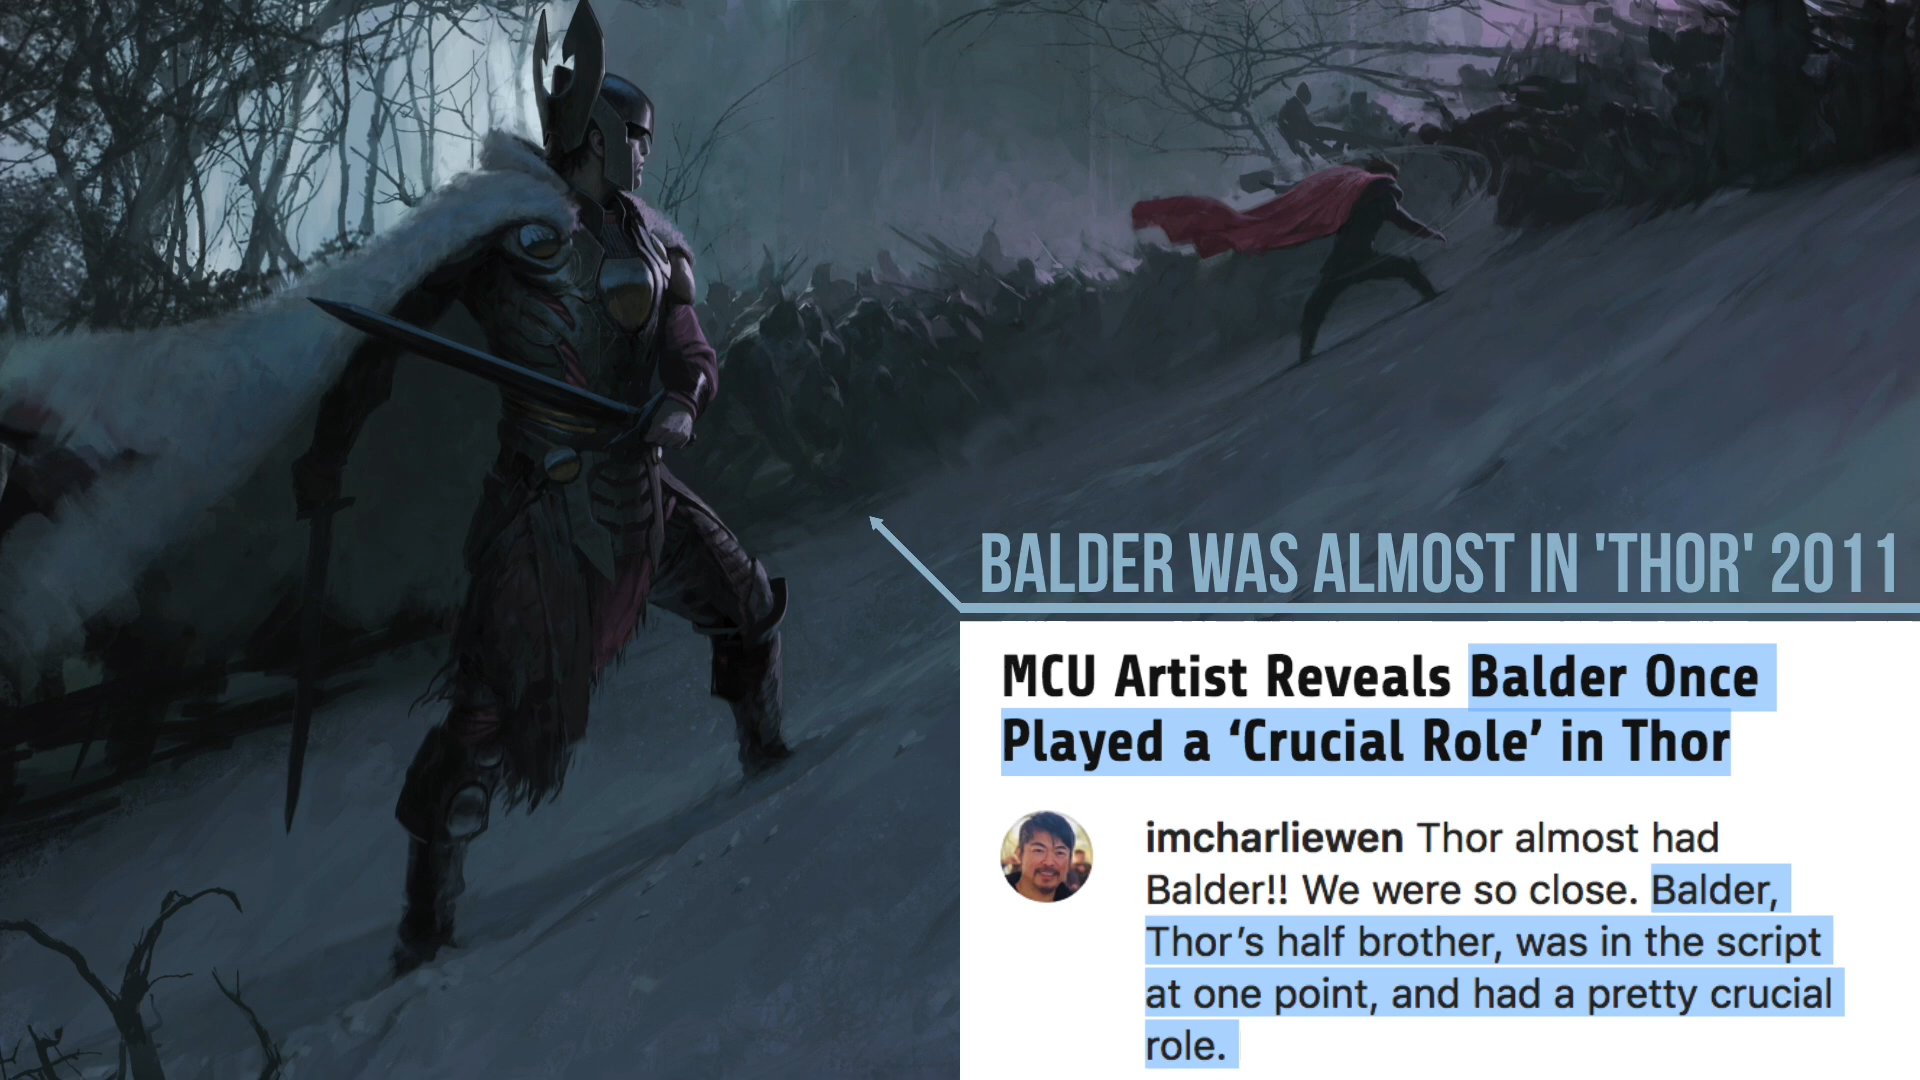 BALDER WAS ALMOST IN 'THOR' 2011
MCU Artist Reveals Balder Once
Played a ‘Crucial Role’ in Thor
imcharliewen Thor almost had
Balder!! We were so close. Balder,
Thor’s half brother, was in the script
at one point, and had a pretty crucial
role.